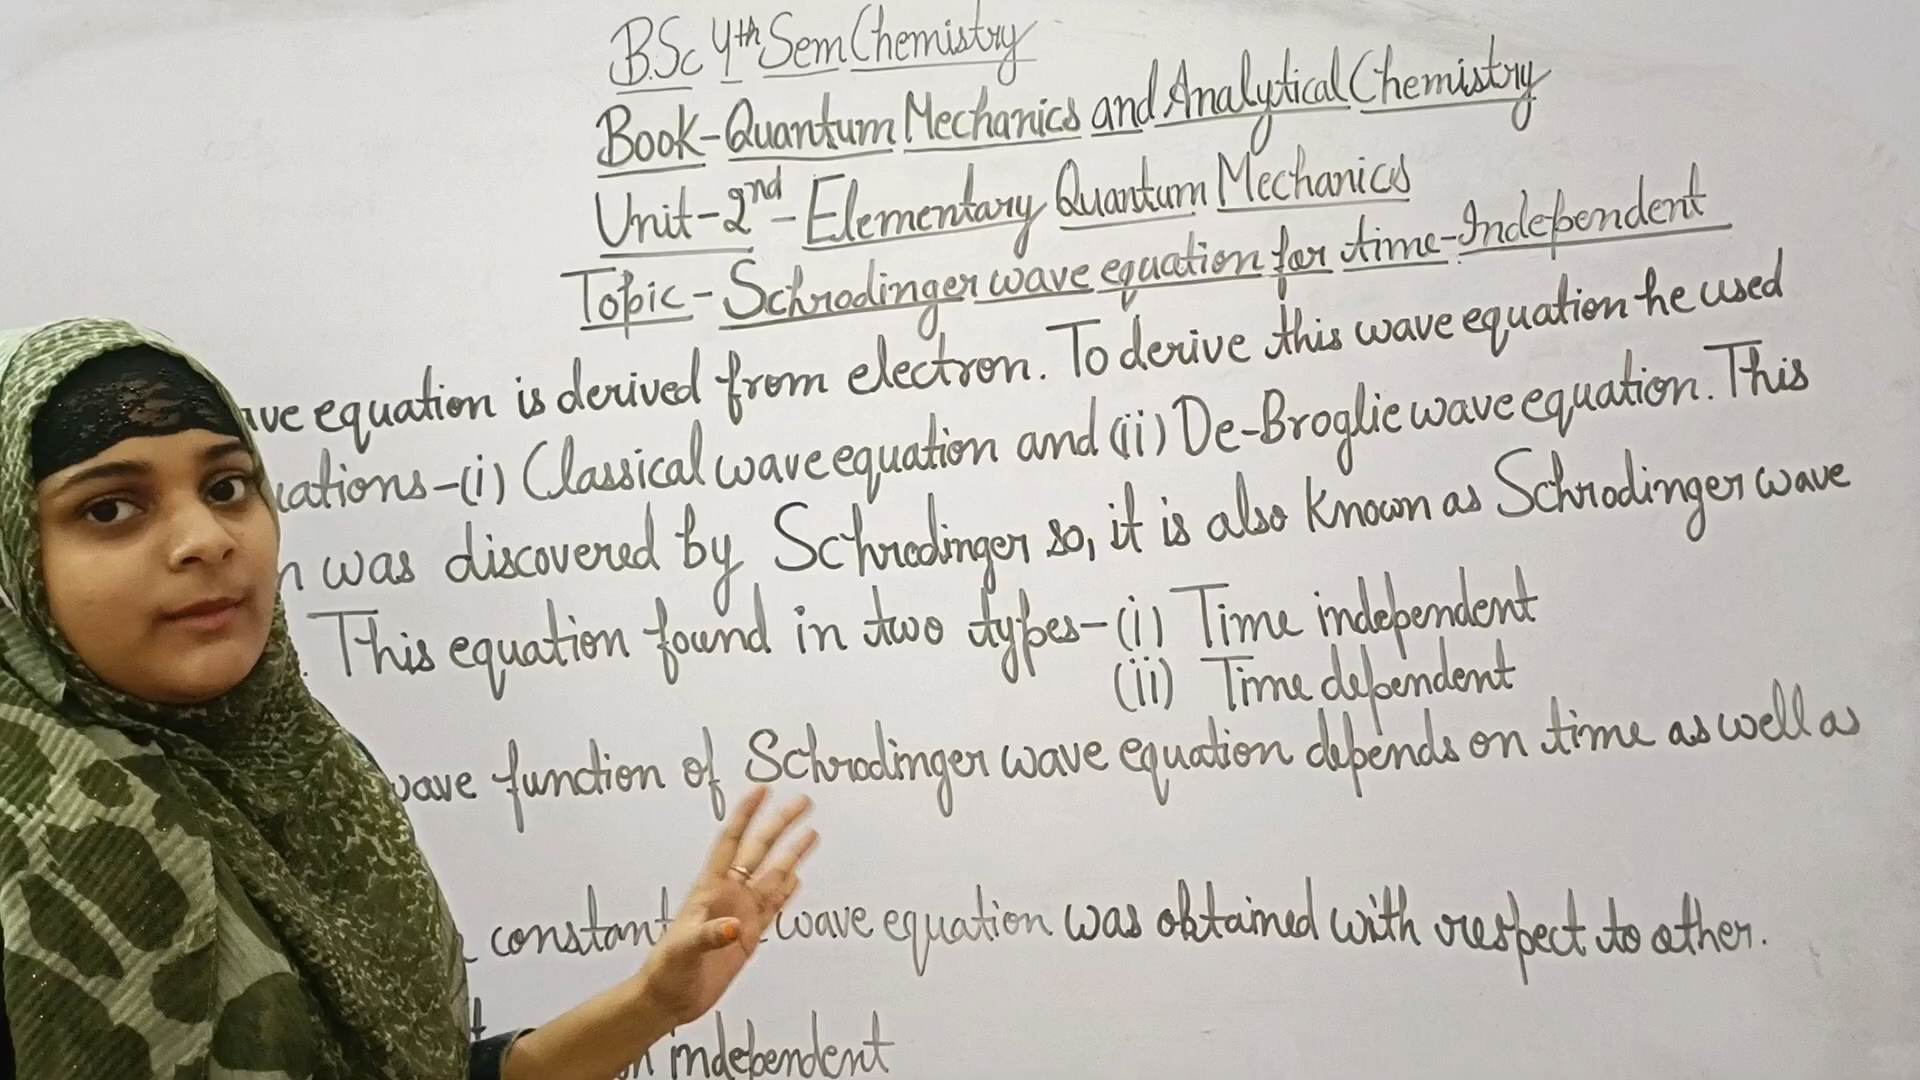 B.Sc 4th Sem Chemistry
Book-Quantum Mechanics and Analytical Chemistry
Unit-2nd-Elementary Quantum Mechanics
Topic-Schrodinger wave equation for time-Independent
equation is derived from electron. To derive this wave equation he used
(i) Classical wave equation and (ii) De-Broglie wave equation. This
was discovered by Schrodinger so, it is also known as Schrodinger wave
This equation found in two types-(i) Time independent
(ii) Time dependent
function of Schrodinger wave equation depends on time as well as
constant wave equation was obtained with respect to other.
independent